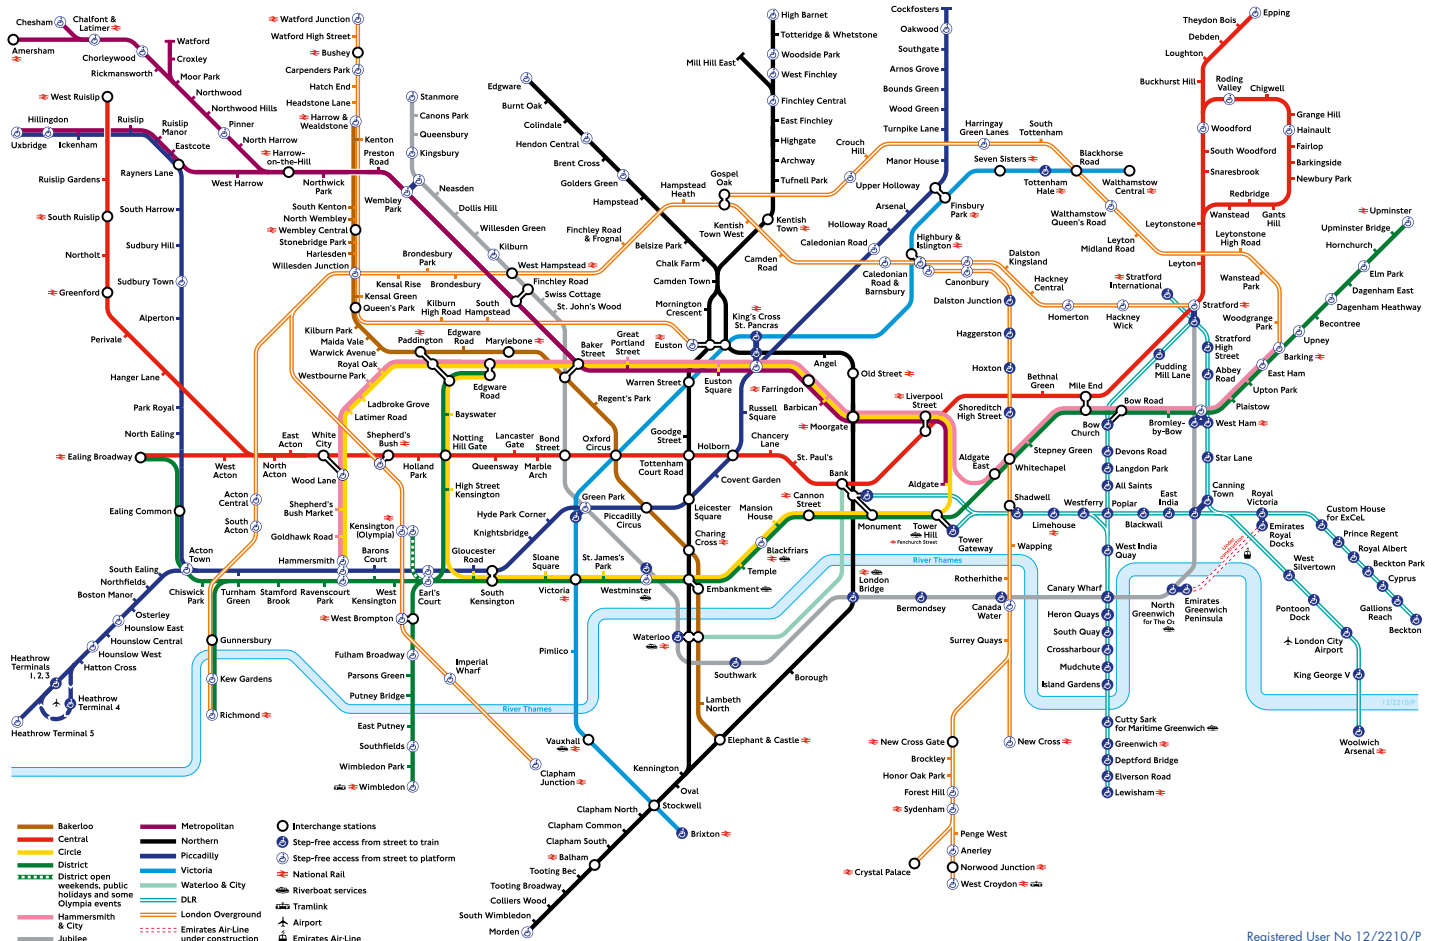 Chesham
Chalfont &
Latimer
Amersham
Chorleywood
Rickmansworth
Watford
Croxley
Moor Park
Northwood
Northwood Hills
Pinner
North Harrow
Harrow-
on-the-Hill
Northwick
Park
Preston
Road
Wembley
Park
West Harrow
Rayners Lane
Eastcote
Ruislip
Manor
Ruislip
Ickenham
Hillingdon
Uxbridge
West Ruislip
Ruislip Gardens
South Ruislip
Northolt
Greenford
Perivale
Hanger Lane
South Harrow
Sudbury Hill
Sudbury Town
Alperton
Park Royal
North Ealing
Ealing Broadway
West
Acton
North
Acton
East
Acton
White
City
Shepherd's
Bush
Holland
Park
Notting
Hill Gate
Queensway
Lancaster
Gate
Marble
Arch
Bond
Street
Oxford
Circus
Tottenham
Court Road
Holborn
Chancery
Lane
St. Paul's
Bank
Liverpool
Street
Bethnal
Green
Mile End
Stratford
Leyton
Leytonstone
Snaresbrook
South Woodford
Woodford
Buckhurst Hill
Loughton
Debden
Theydon Bois
Epping
Roding
Valley
Chigwell
Grange Hill
Hainault
Fairlop
Barkingside
Newbury Park
Gants
Hill
Redbridge
Wanstead
Watford Junction
Watford High Street
Bushey
Carpenders Park
Hatch End
Headstone Lane
Harrow &
Wealdstone
Kenton
South Kenton
North Wembley
Wembley Central
Stonebridge Park
Harlesden
Willesden Junction
Kensal Green
Queen's Park
Kilburn Park
Maida Vale
Warwick Avenue
Royal Oak
Westbourne Park
Ladbroke Grove
Latimer Road
Paddington
Edgware
Road
Marylebone
Baker
Street
Great
Portland
Street
Euston
Square
Regent's Park
Stanmore
Canons Park
Queensbury
Kingsbury
Neasden
Dollis Hill
Willesden Green
Kilburn
West Hampstead
Finchley Road
Swiss Cottage
St. John's Wood
Brondesbury
Park
Kensal Rise
Brondesbury
Kilburn
High Road
South
Hampstead
Finchley Road
& Frognal
Hampstead
Heath
Gospel
Oak
Edgware
Burnt Oak
Colindale
Hendon Central
Brent Cross
Golders Green
Hampstead
Belsize Park
Chalk Farm
Camden Town
Mornington
Crescent
Euston
Mill Hill East
High Barnet
Totteridge & Whetstone
Woodside Park
West Finchley
Finchley Central
East Finchley
Highgate
Archway
Tufnell Park
Kentish
Town
Kentish
Town West
Camden
Road
Cockfosters
Oakwood
Southgate
Arnos Grove
Bounds Green
Wood Green
Turnpike Lane
Manor House
Finsbury
Park
Arsenal
Holloway Road
Caledonian Road
King's Cross
St. Pancras
Crouch
Hill
Upper Holloway
Harringay
Green Lanes
South
Tottenham
Seven Sisters
Tottenham
Hale
Blackhorse
Road
Walthamstow
Central
Walthamstow
Queen's Road
Leyton
Midland Road
Leytonstone
High Road
Wanstead
Park
Woodgrange
Park
Highbury &
Islington
Caledonian
Road &
Barnsbury
Canonbury
Dalston
Kingsland
Dalston Junction
Hackney
Central
Homerton
Hackney
Wick
Haggerston
Hoxton
Shoreditch
High Street
Stratford
International
Stratford
High
Street
Abbey
Road
Pudding
Mill Lane
Bow Road
Bow
Church
Bromley-
by-Bow
West Ham
Plaistow
Upton Park
East Ham
Barking
Upney
Becontree
Dagenham Heathway
Dagenham East
Elm Park
Hornchurch
Upminster Bridge
Upminster
Warren Street
Goodge
Street
Russell
Square
Angel
Old Street
Farringdon
Barbican
Moorgate
Edgware
Road
Bayswater
High Street
Kensington
Wood Lane
Shepherd's
Bush Market
Goldhawk Road
Hammersmith
Kensington
(Olympia)
Barons
Court
Gloucester
Road
Earl's
Court
South
Kensington
Knightsbridge
Hyde Park Corner
Green Park
Piccadilly
Circus
Leicester
Square
Covent Garden
Charing
Cross
Sloane
Square
Victoria
St. James's
Park
Westminster
Embankment
Temple
Blackfriars
Mansion
House
Cannon
Street
Monument
Tower
Hill
Fenchurch Street
Tower
Gateway
Aldgate
Aldgate
East
Whitechapel
Stepney Green
Shadwell
Limehouse
Westferry
Poplar
East
India
Blackwall
Canning
Town
Royal
Victoria
Devons Road
Langdon Park
All Saints
Star Lane
Custom House
for ExCeL
Prince Regent
Royal Albert
Beckton Park
Cyprus
Gallions
Reach
Beckton
Emirates
Royal
Docks
Under
construction
Emirates
Greenwich
Peninsula
West
Silvertown
Pontoon
Dock
London City
Airport
King George V
Woolwich
Arsenal
Acton
Central
South
Acton
Ealing Common
Acton
Town
South Ealing
Northfields
Boston Manor
Osterley
Hounslow East
Hounslow Central
Hounslow West
Hatton Cross
Heathrow
Terminals
1, 2, 3
Heathrow
Terminal 4
Heathrow Terminal 5
Chiswick
Park
Turnham
Green
Stamford
Brook
Ravenscourt
Park
West
Kensington
Gunnersbury
Kew Gardens
Richmond
West Brompton
Fulham Broadway
Parsons Green
Putney Bridge
East Putney
Southfields
Wimbledon Park
Wimbledon
Imperial
Wharf
Clapham
Junction
Pimlico
Vauxhall
Stockwell
Brixton
Waterloo
Southwark
London
Bridge
Bermondsey
Canada
Water
Canary Wharf
North
Greenwich
for The O2
West India
Quay
Heron Quays
South Quay
Crossharbour
Mudchute
Island Gardens
Cutty Sark
for Maritime Greenwich
Greenwich
Deptford Bridge
Elverson Road
Lewisham
Wapping
Rotherhithe
Surrey Quays
New Cross
New Cross Gate
Brockley
Honor Oak Park
Forest Hill
Sydenham
Penge West
Anerley
Crystal Palace
Norwood Junction
West Croydon
Lambeth
North
Elephant & Castle
Borough
Kennington
Oval
Clapham North
Clapham Common
Clapham South
Balham
Tooting Bec
Tooting Broadway
Colliers Wood
South Wimbledon
Morden
River Thames
River Thames
12/2210/P
Bakerloo
Central
Circle
District
District open
weekends, public
holidays and some
Olympia events
Hammersmith
& City
Jubilee
Metropolitan
Northern
Piccadilly
Victoria
Waterloo & City
DLR
London Overground
Emirates Air-Line
under construction
Interchange stations
Step-free access from street to train
Step-free access from street to platform
National Rail
Riverboat services
Tramlink
Airport
Emirates Air-Line
Registered User No 12/2210/P